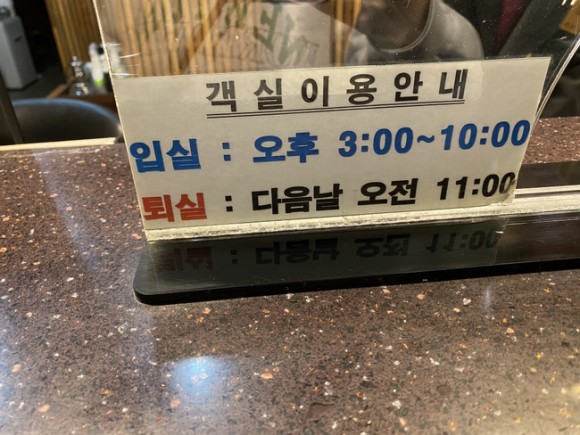 객실이용안내
입실 : 오후 3:00~10:00
퇴실 : 다음날 오전 11:00